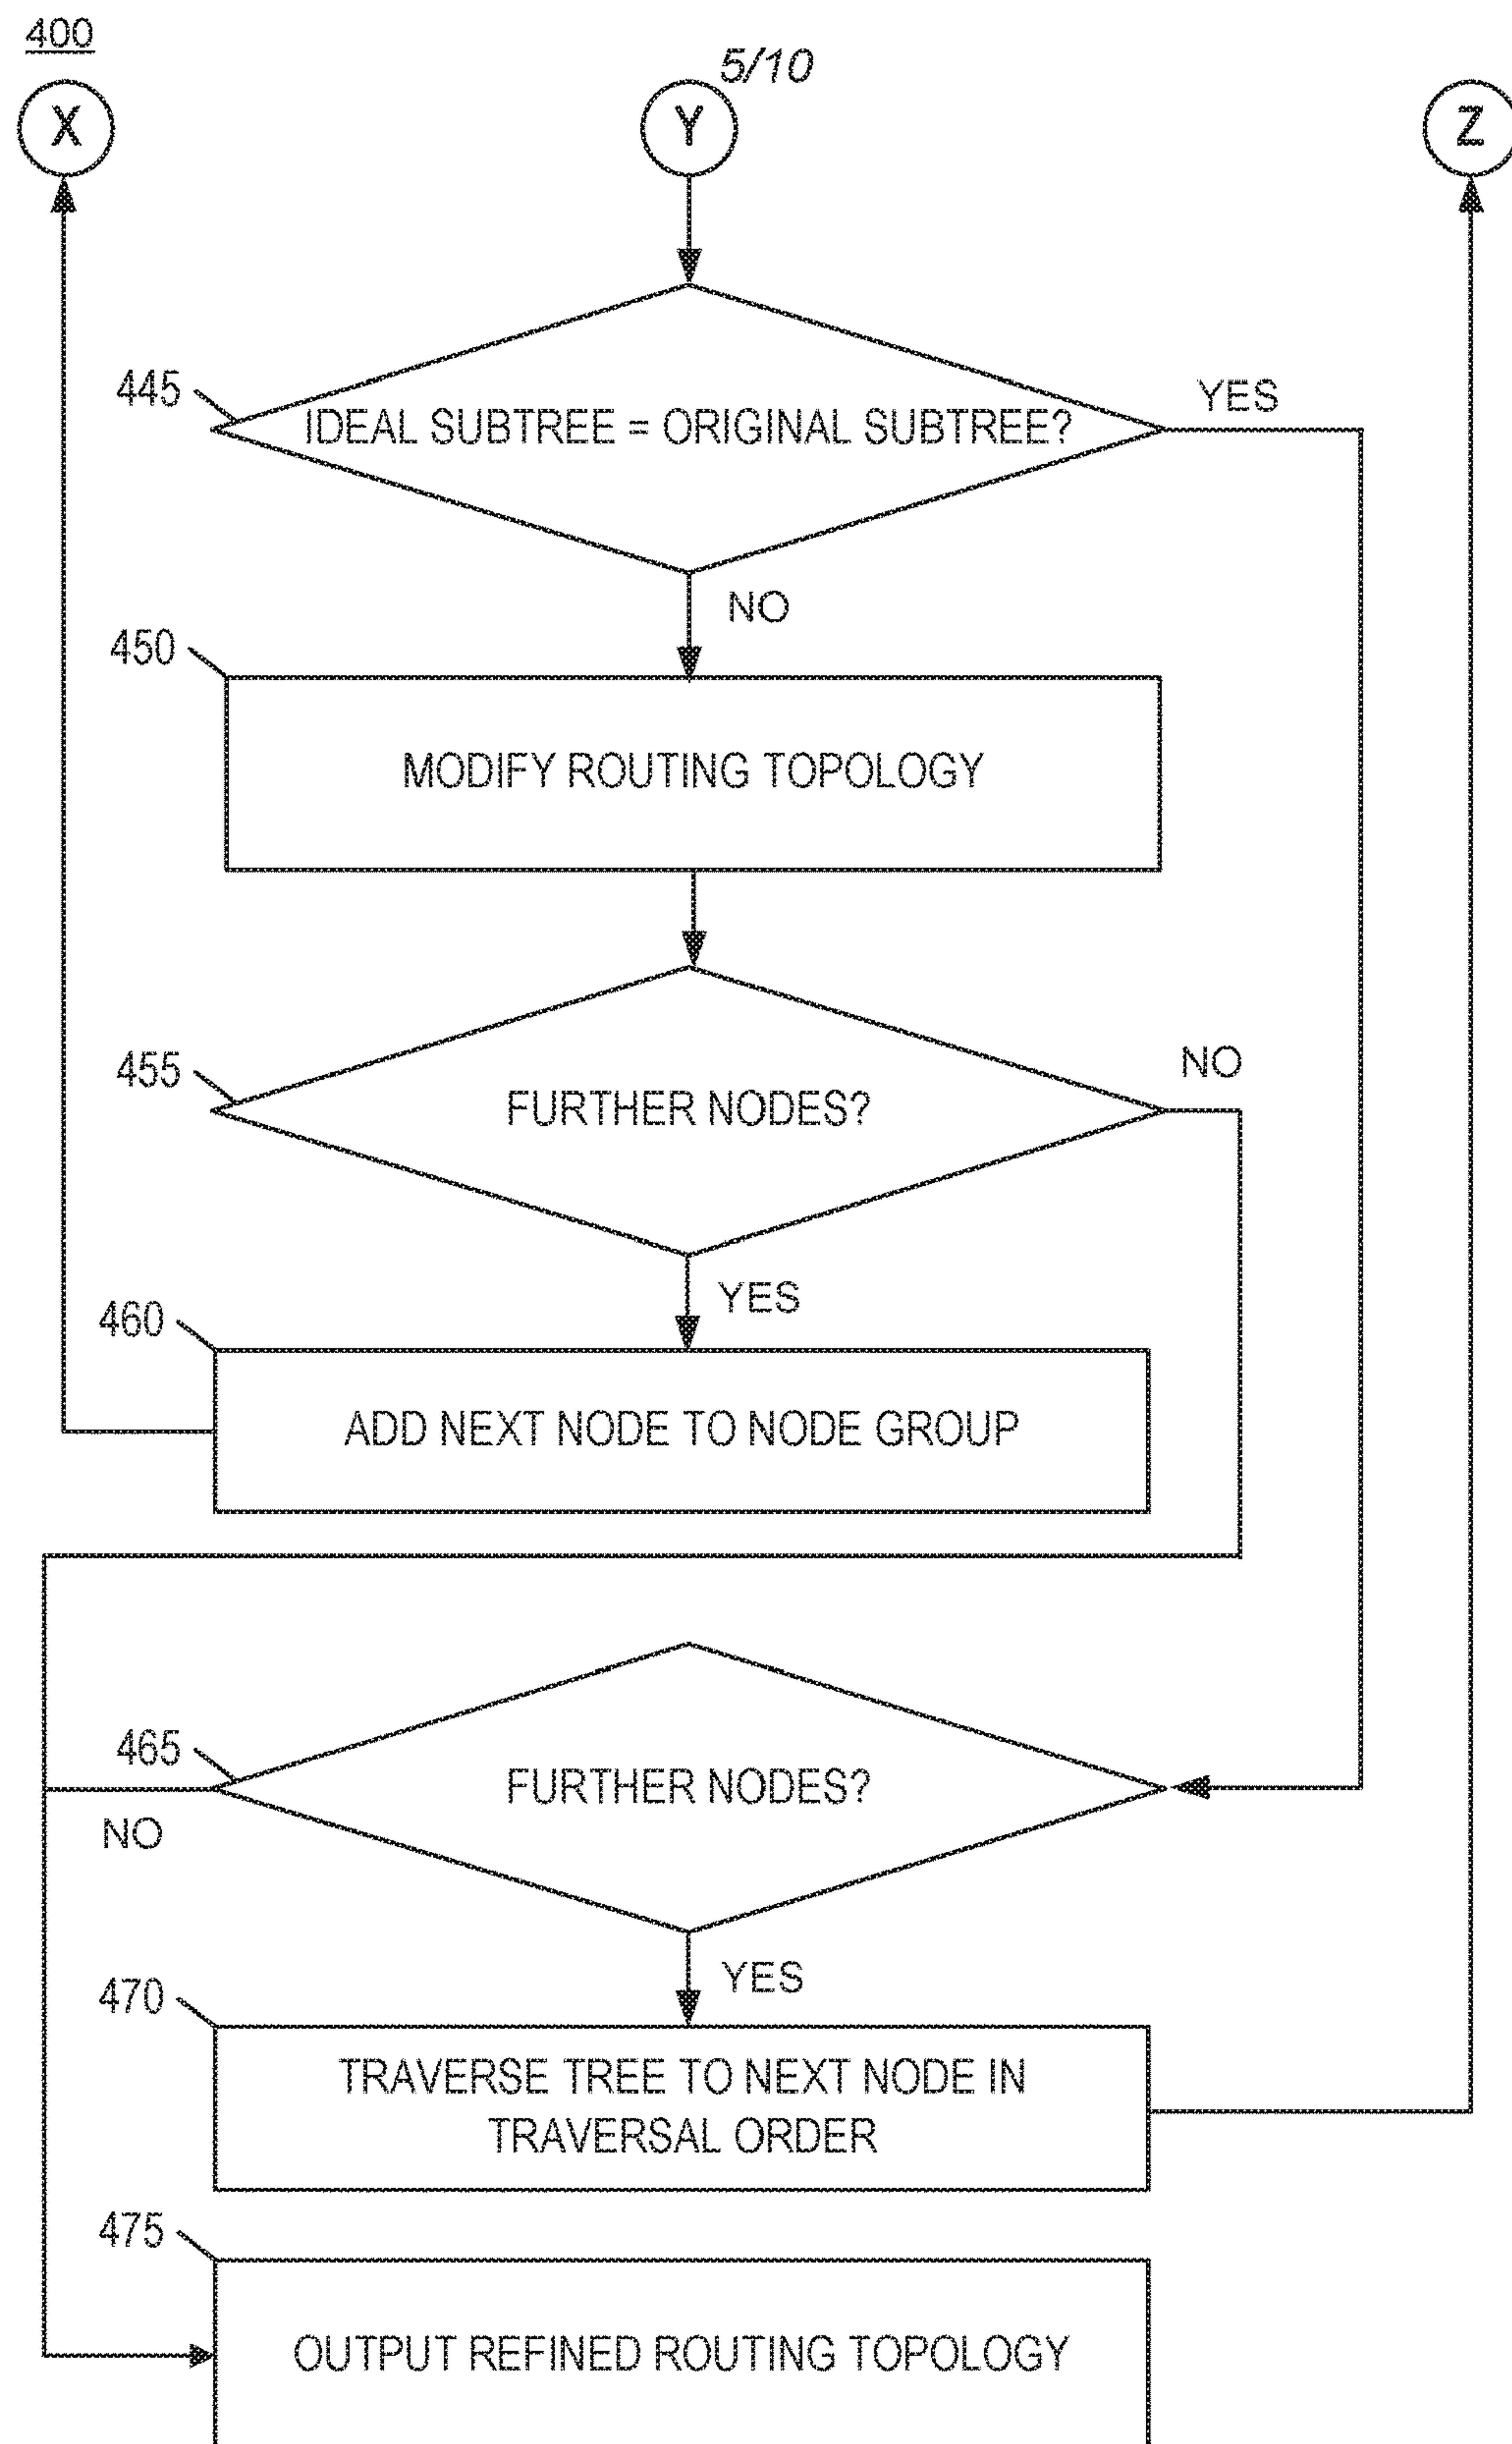 400
5/10
X
Y
Z
445
IDEAL SUBTREE = ORIGINAL SUBTREE?
YES
NO
450
MODIFY ROUTING TOPOLOGY
455
FURTHER NODES?
NO
YES
460
ADD NEXT NODE TO NODE GROUP
465
FURTHER NODES?
NO
YES
470
TRAVERSE TREE TO NEXT NODE IN
TRAVERSAL ORDER
475
OUTPUT REFINED ROUTING TOPOLOGY